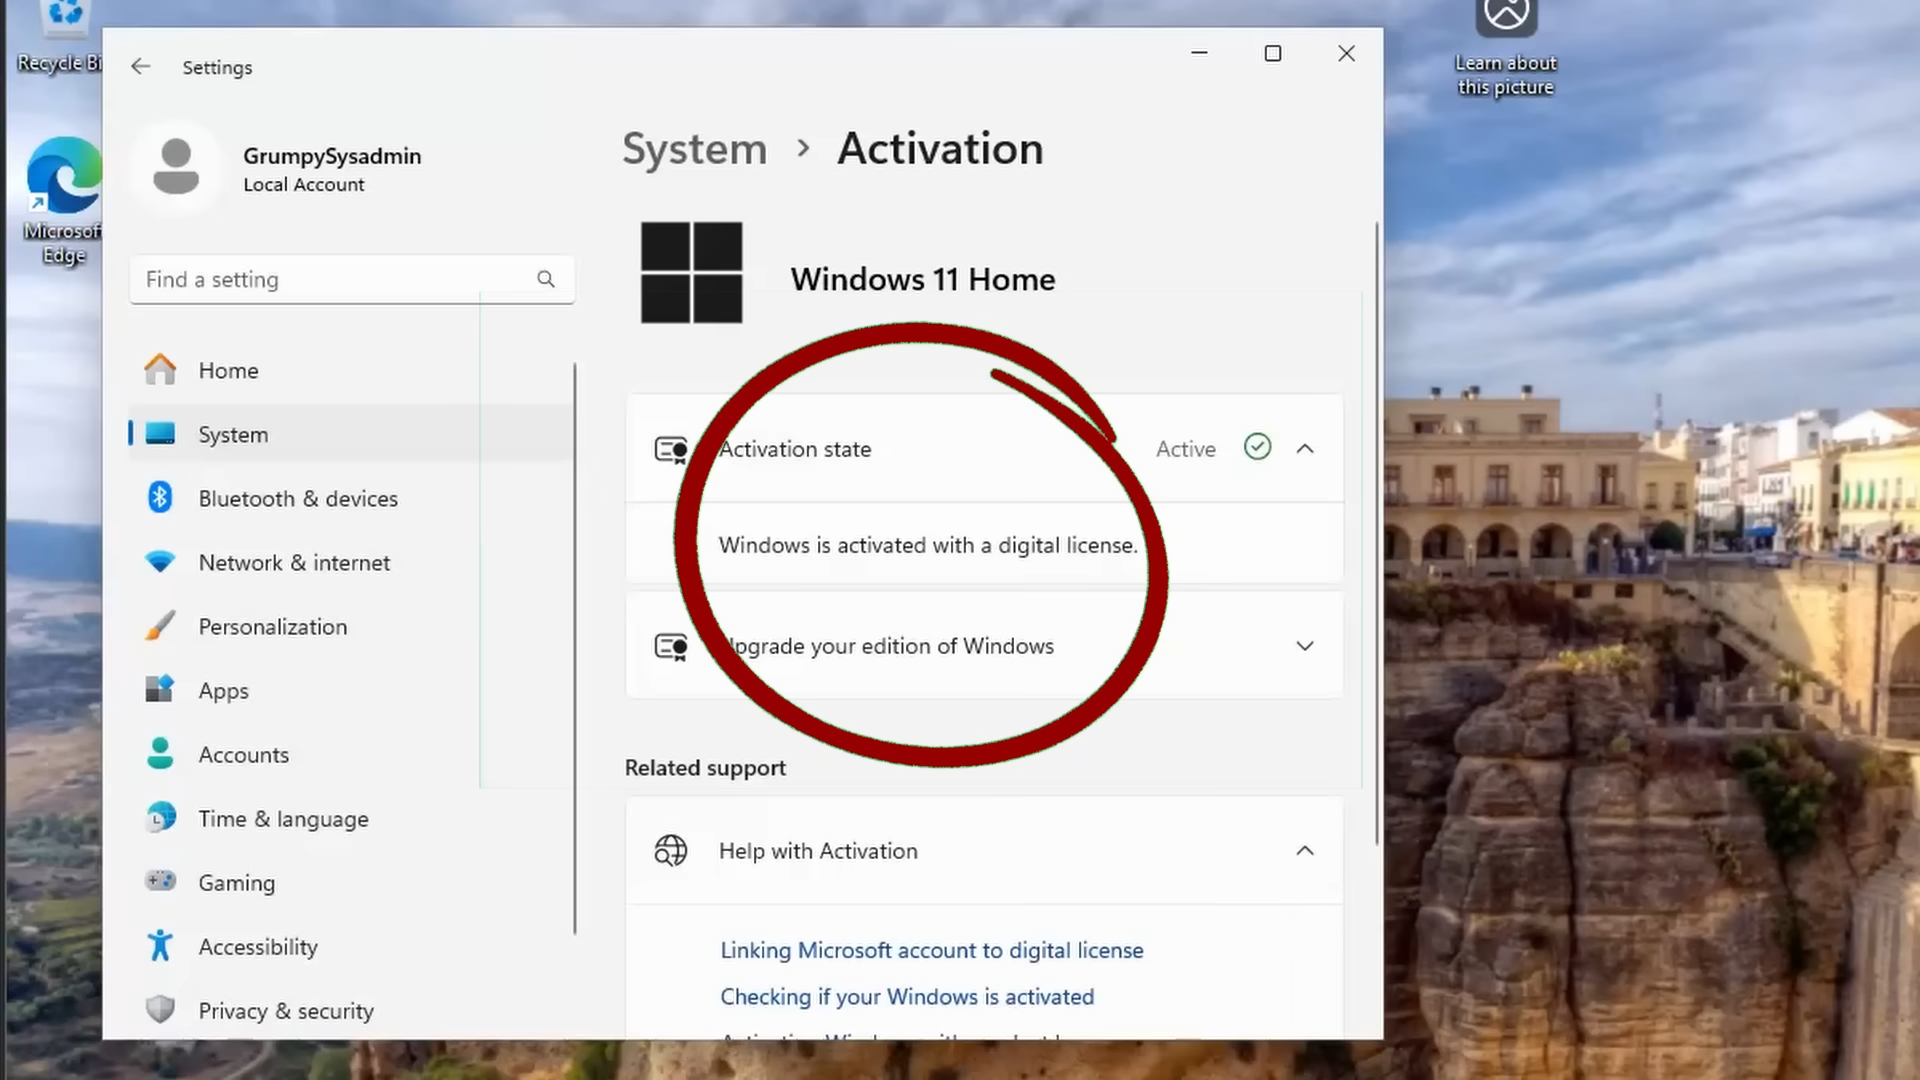 Recycle Bi
Microsoft
Edge
Learn about
this picture
Settings
GrumpySysadmin
Local Account
Find a setting
Home
System
Bluetooth & devices
Network & internet
Personalization
Apps
Accounts
Time & language
Gaming
Accessibility
Privacy & security
System > Activation
Windows 11 Home
Activation state Active
Windows is activated with a digital license.
Upgrade your edition of Windows
Related support
Help with Activation
Linking Microsoft account to digital license
Checking if your Windows is activated